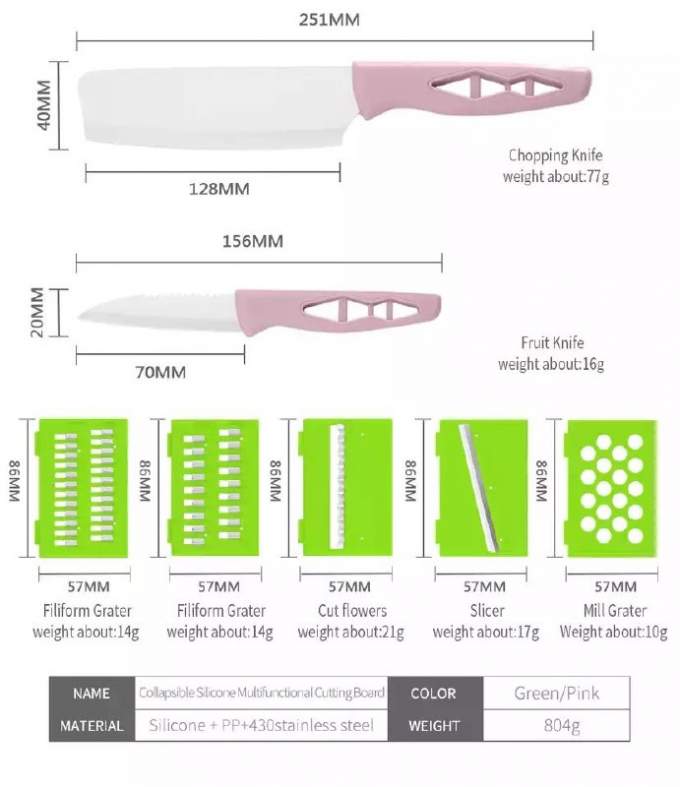 251MM
40MM
128MM
Chopping Knife
weight about:77g
156MM
20MM
70MM
Fruit Knife
weight about:16g
86MM
86MM
86MM
86MM
86MM
57MM
57MM
57MM
57MM
57MM
Filiform Grater
weight about:14g
Filiform Grater
weight about:14g
Cut flowers
weight about:21g
Slicer
weight about:17g
Mill Grater
Weight about:10g
NAME Collapsible Silicone Multifunctional Cutting Board COLOR Green/Pink
MATERIAL Silicone + PP+430stainless steel WEIGHT 804g